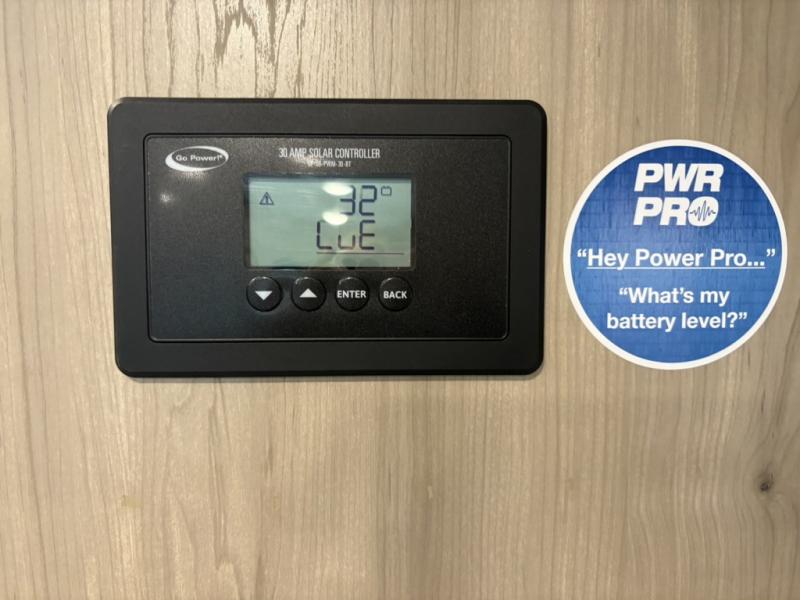 Go Power!®
30 AMP SOLAR CONTROLLER
32
LuE
ENTER
BACK
PWR
PRO
“Hey Power Pro...”
“What’s my
battery level?”